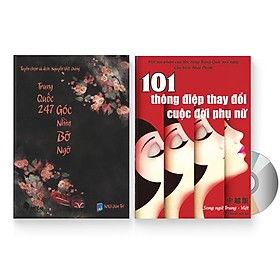 Tuyển chọn và dịch: Nguyễn Việt Dũng
Trung
Quốc
247 Góc
Nhìn
Bỡ
Ngỡ
101
thông điệp thay đổi
cuộc đời phụ nữ
Song ngữ Trung - Việt